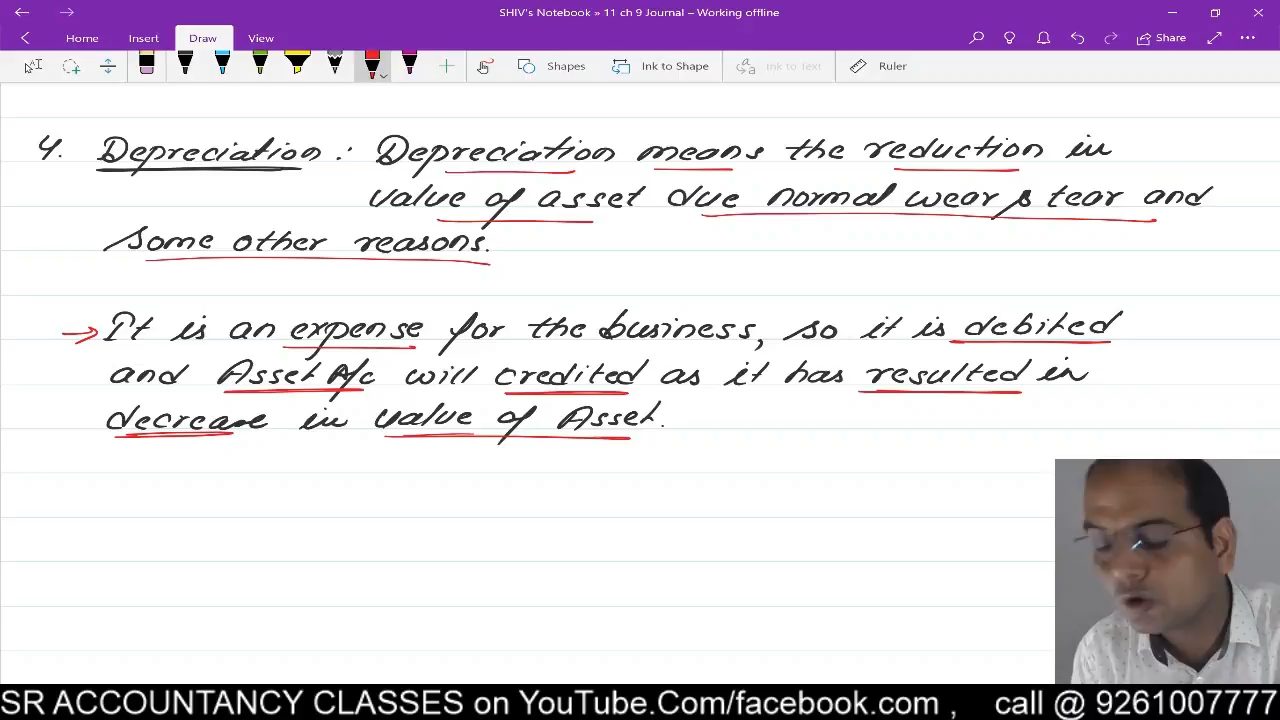 SHIV's Notebook » 11 ch 9 Journal – Working offline
Home Insert Draw View Share
Shapes Ink to Shape Ink to Text Ruler
4. Depreciation : Depreciation means the reduction in
value of asset due normal wear & tear and
some other reasons.
→ It is an expense for the business, so it is debited
and Asset A/c will credited as it has resulted in
decrease in value of Asset.
SR ACCOUNTANCY CLASSES on YouTube.Com/facebook.com , call @ 9261007777